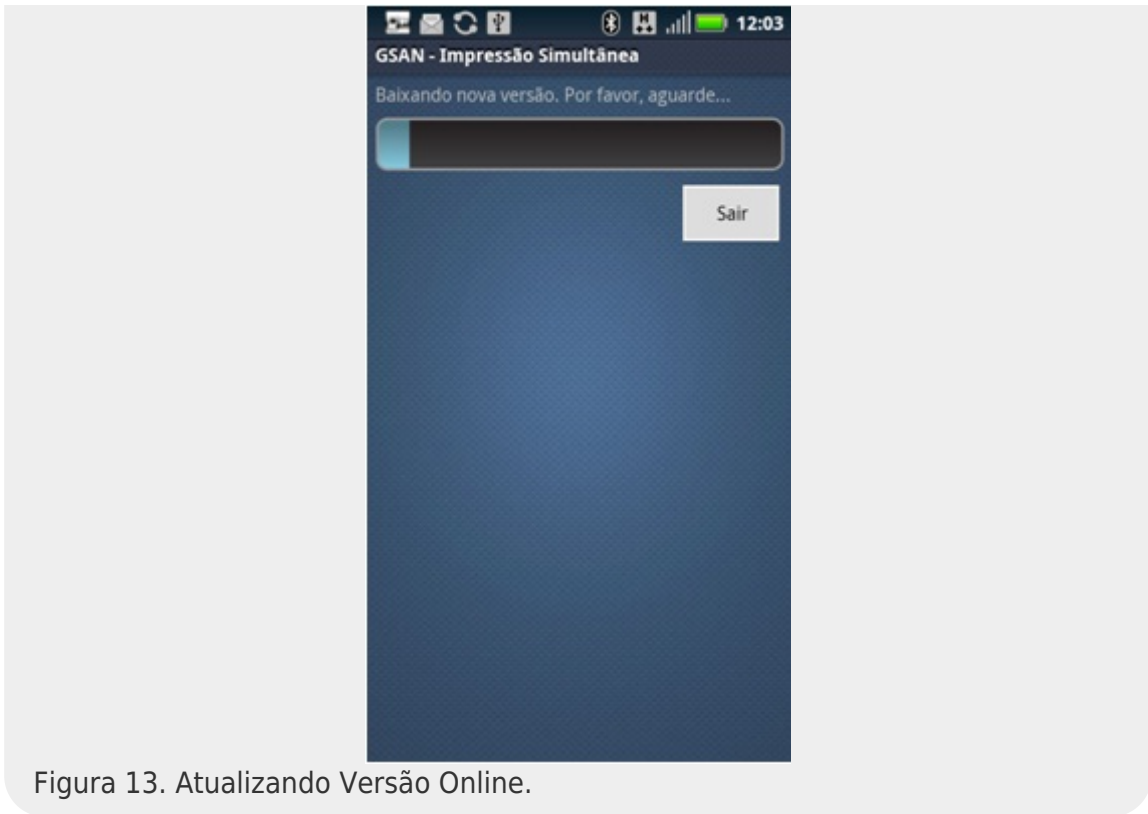 12:03
GSAN - Impressão Simultânea
Baixando nova versão. Por favor, aguarde...
Sair
Figura 13. Atualizando Versão Online.